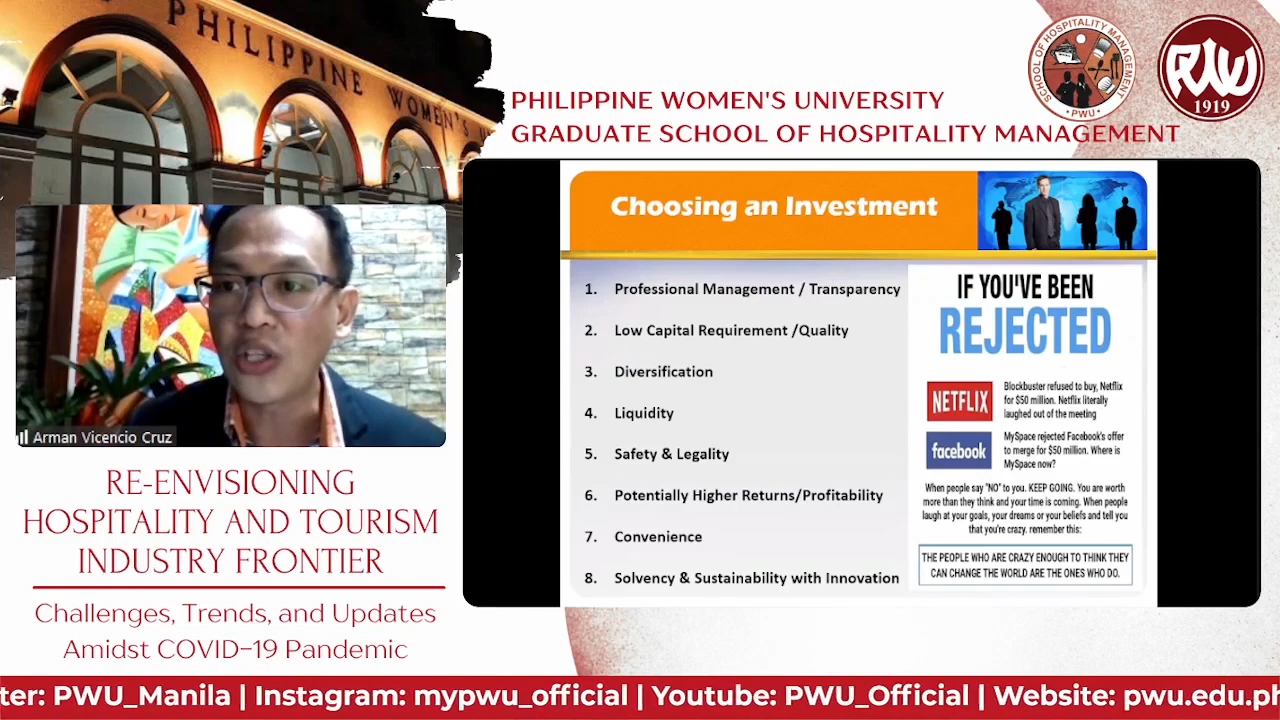 PHILIPPINE WOMEN'S U
SCHOOL OF HOSPITALITY MANAGEMENT
• PWU •
PWU
1919
PHILIPPINE WOMEN'S UNIVERSITY
GRADUATE SCHOOL OF HOSPITALITY MANAGEMENT
Choosing an Investment
1. Professional Management / Transparency
2. Low Capital Requirement /Quality
3. Diversification
4. Liquidity
5. Safety & Legality
6. Potentially Higher Returns/Profitability
7. Convenience
8. Solvency & Sustainability with Innovation
IF YOU'VE BEEN
REJECTED
NETFLIX
Blockbuster refused to buy, Netflix
for $50 million. Netflix literally
laughed out of the meeting
facebook
MySpace rejected Facebook's offer
to merge for $50 million. Where is
MySpace now?
When people say "NO" to you. KEEP GOING. You are worth
more than they think and your time is coming. When people
laugh at your goals, your dreams or your beliefs and tell you
that you're crazy. remember this:
THE PEOPLE WHO ARE CRAZY ENOUGH TO THINK THEY
CAN CHANGE THE WORLD ARE THE ONES WHO DO.
Arman Vicencio Cruz
RE-ENVISIONING
HOSPITALITY AND TOURISM
INDUSTRY FRONTIER
Challenges, Trends, and Updates
Amidst COVID-19 Pandemic
ter: PWU_Manila | Instagram: mypwu_official | Youtube: PWU_Official | Website: pwu.edu.ph